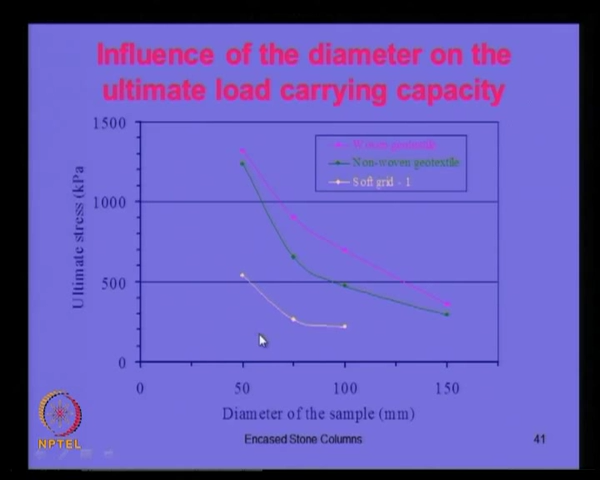 Influence of the diameter on the
ultimate load carrying capacity
1500
1000
500
0
Ultimate stress (kPa
Woven geotextile
Non-woven geotextile
Soft grid - 1
0 50 100 150
Diameter of the sample (mm)
NPTEL
Encased Stone Columns
41